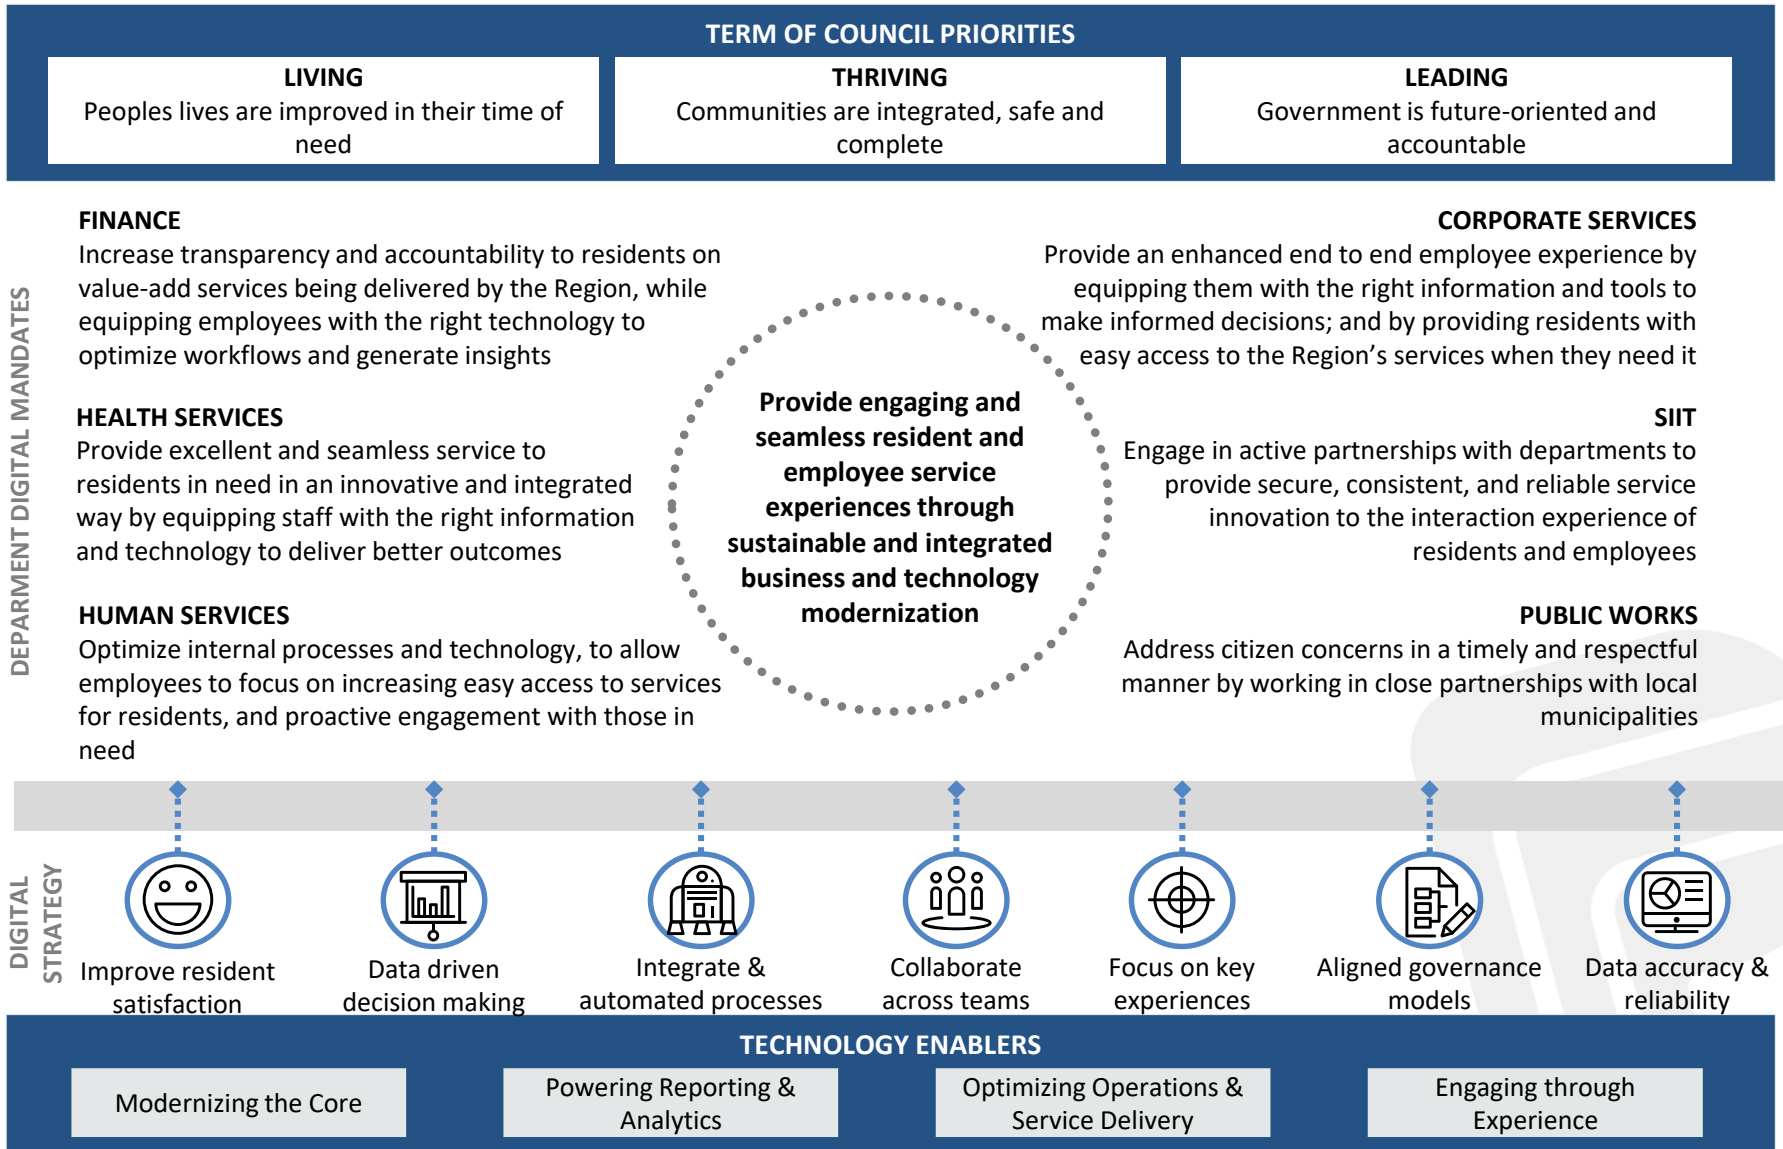 TERM OF COUNCIL PRIORITIES
LIVING
Peoples lives are improved in their time of
need
THRIVING
Communities are integrated, safe and
complete
LEADING
Government is future-oriented and
accountable
DEPARMENT DIGITAL MANDATES
FINANCE
Increase transparency and accountability to residents on
value-add services being delivered by the Region, while
equipping employees with the right technology to
optimize workflows and generate insights
HEALTH SERVICES
Provide excellent and seamless service to
residents in need in an innovative and integrated
way by equipping staff with the right information
and technology to deliver better outcomes
HUMAN SERVICES
Optimize internal processes and technology, to allow
employees to focus on increasing easy access to services
for residents, and proactive engagement with those in
need
Provide engaging and
seamless resident and
employee service
experiences through
sustainable and integrated
business and technology
modernization
CORPORATE SERVICES
Provide an enhanced end to end employee experience by
equipping them with the right information and tools to
make informed decisions; and by providing residents with
easy access to the Region’s services when they need it
SIIT
Engage in active partnerships with departments to
provide secure, consistent, and reliable service
innovation to the interaction experience of
residents and employees
PUBLIC WORKS
Address citizen concerns in a timely and respectful
manner by working in close partnerships with local
municipalities
DIGITAL
STRATEGY
Improve resident
satisfaction
Data driven
decision making
Integrate &
automated processes
Collaborate
across teams
Focus on key
experiences
Aligned governance
models
Data accuracy &
reliability
TECHNOLOGY ENABLERS
Modernizing the Core
Powering Reporting &
Analytics
Optimizing Operations &
Service Delivery
Engaging through
Experience